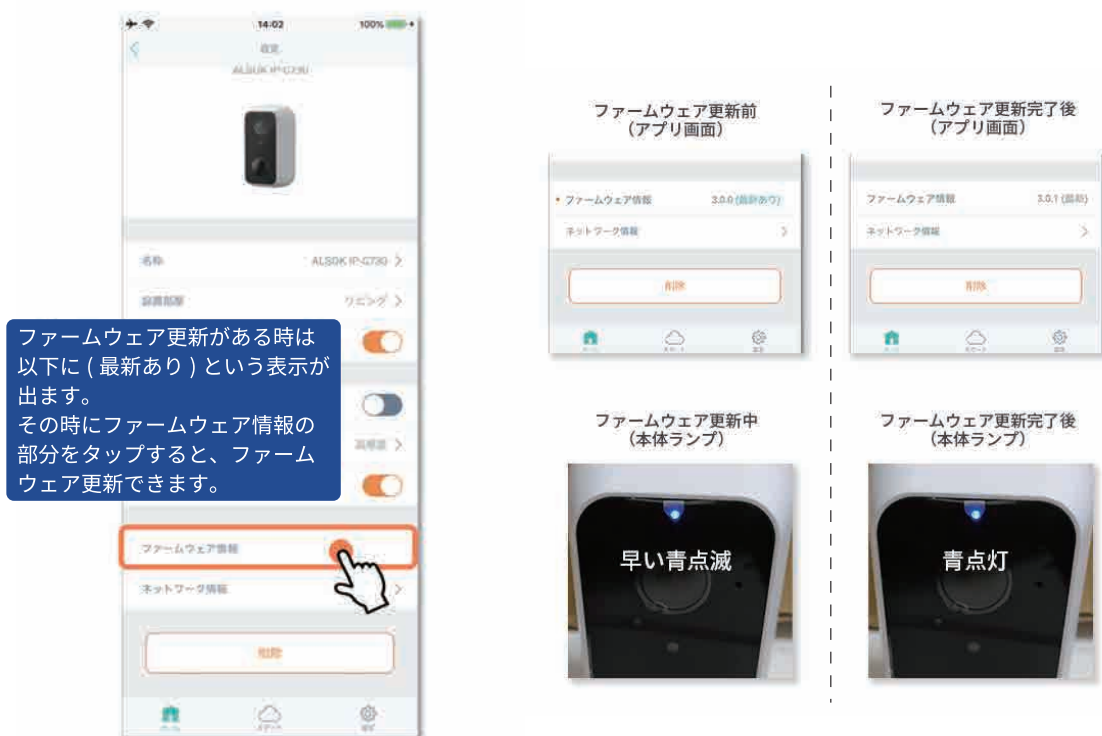 14:02
100%
設定
ALSOK IP-C730
名称
ALSOK IP-C730
設置部屋
リビング
ファームウェア更新がある時は
以下に ( 最新あり ) という表示が
出ます。
その時にファームウェア情報の
部分をタップすると、ファーム
ウェア更新できます。
高感度
ファームウェア情報
ネットワーク情報
削除
設定
ファームウェア更新前
（アプリ画面）
ファームウェア情報
3.0.0 (最新あり)
ネットワーク情報
削除
設定
ファームウェア更新完了後
（アプリ画面）
ファームウェア情報
3.0.1 (最新)
ネットワーク情報
削除
設定
ファームウェア更新中
（本体ランプ）
早い青点滅
ファームウェア更新完了後
（本体ランプ）
青点灯